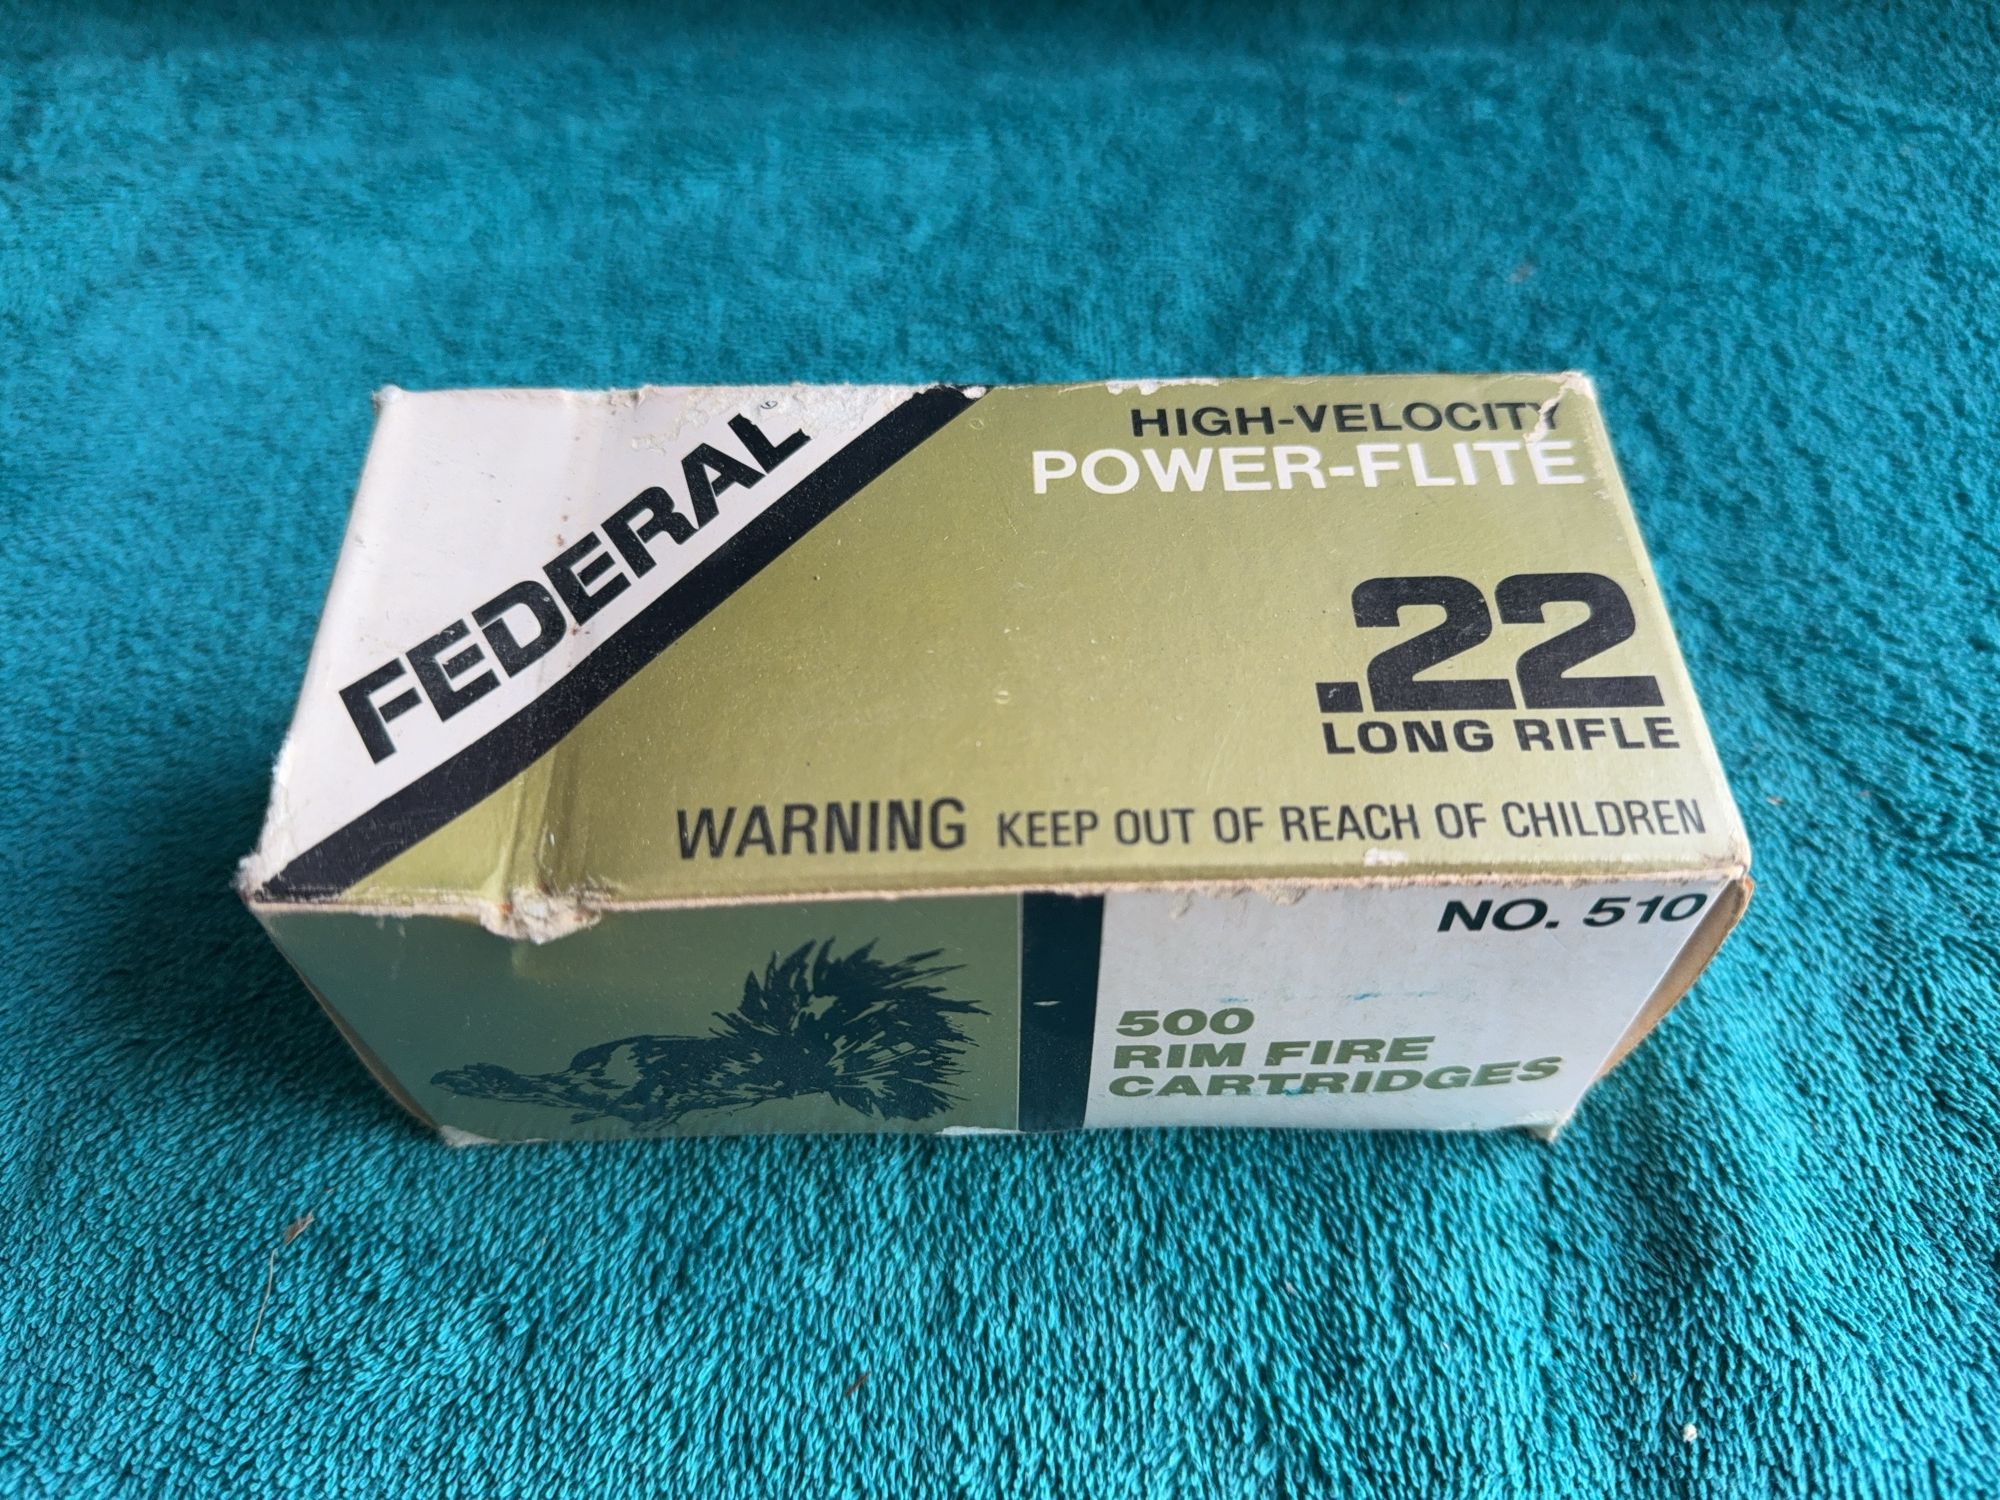 FEDERAL®
HIGH-VELOCITY
POWER-FLITE
.22
LONG RIFLE
WARNING KEEP OUT OF REACH OF CHILDREN
NO. 510
500
RIM FIRE
CARTRIDGES